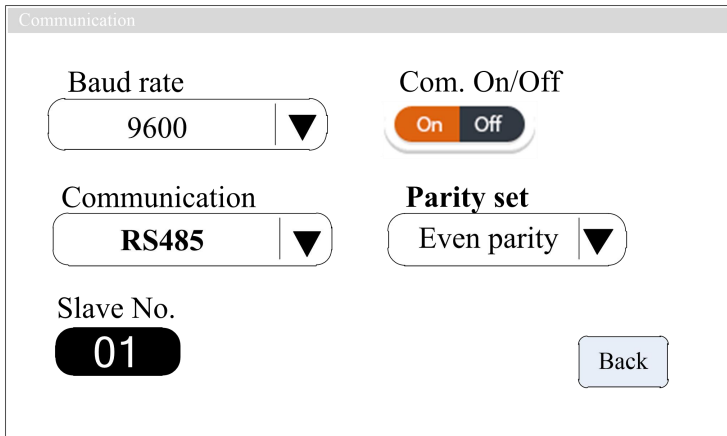 Communication
Baud rate
Com. On/Off
9600
On Off
Communication
Parity set
RS485
Even parity
Slave No.
01
Back